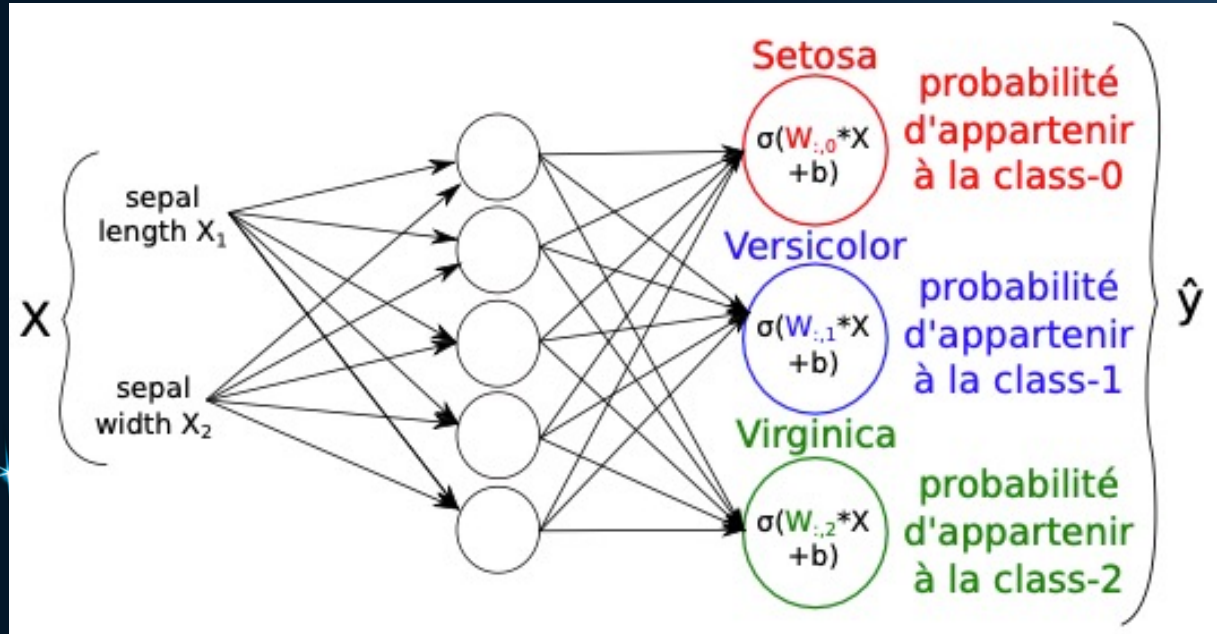 X
sepal
length X₁
sepal
width X₂
Setosa
σ(W:,0*X
+b)
probabilité
d'appartenir
à la class-0
Versicolor
σ(W:,1*X
+b)
probabilité
d'appartenir
à la class-1
Virginica
σ(W:,2*X
+b)
probabilité
d'appartenir
à la class-2
ŷ